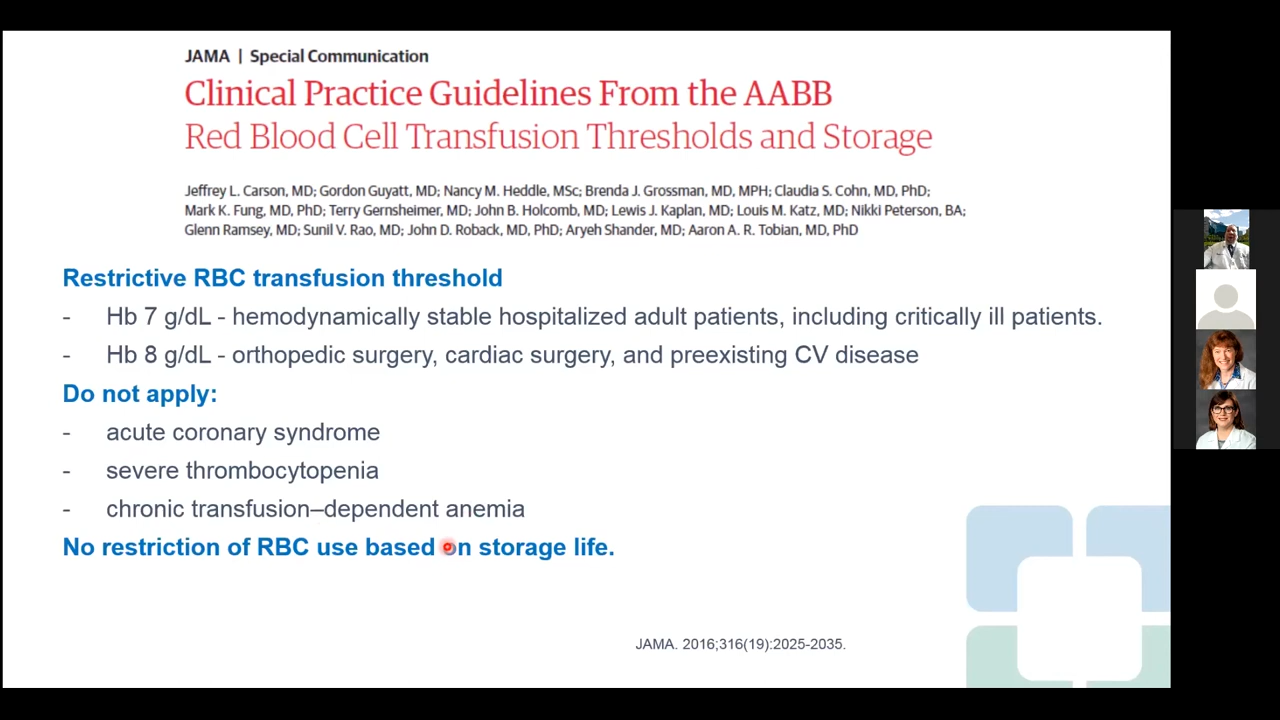 JAMA | Special Communication
Clinical Practice Guidelines From the AABB
Red Blood Cell Transfusion Thresholds and Storage
Jeffrey L. Carson, MD; Gordon Guyatt, MD; Nancy M. Heddle, MSc; Brenda J. Grossman, MD, MPH; Claudia S. Cohn, MD, PhD;
Mark K. Fung, MD, PhD; Terry Gernsheimer, MD; John B. Holcomb, MD; Lewis J. Kaplan, MD; Louis M. Katz, MD; Nikki Peterson, BA;
Glenn Ramsey, MD; Sunil V. Rao, MD; John D. Roback, MD, PhD; Aryeh Shander, MD; Aaron A. R. Tobian, MD, PhD
Restrictive RBC transfusion threshold
- Hb 7 g/dL - hemodynamically stable hospitalized adult patients, including critically ill patients.
- Hb 8 g/dL - orthopedic surgery, cardiac surgery, and preexisting CV disease
Do not apply:
- acute coronary syndrome
- severe thrombocytopenia
- chronic transfusion–dependent anemia
No restriction of RBC use based on storage life.
JAMA. 2016;316(19):2025-2035.